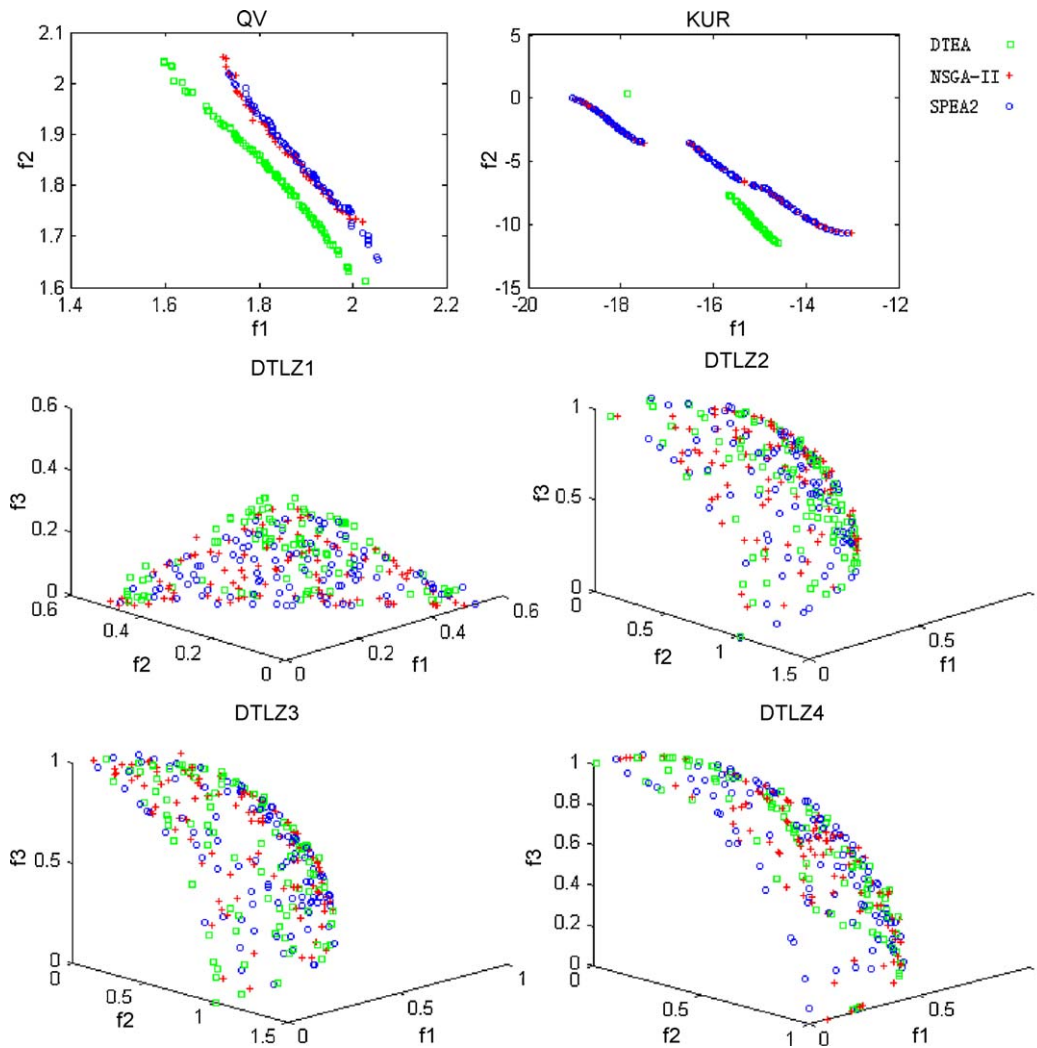 QV
2.1
2
1.9
1.8
1.7
1.6
f2
1.4 1.6 1.8 2 2.2
f1
KUR
5
0
-5
-10
-15
f2
-20 -18 -16 -14 -12
f1
DTEA
NSGA-II
SPEA2
DTLZ1
0.6
0.4
0.2
0
f3
0.6 0.4 0.2 0
f2
0 0.2 0.4 0.6
f1
DTLZ2
1
0.5
0
f3
0 0.5 1 1.5
f2
0 0.5
f1
DTLZ3
1
0.5
0
f3
0 0.5 1 1.5
f2
0 0.5 1
f1
DTLZ4
1
0.8
0.6
0.4
0.2
0
f3
0 0.5 1
f2
0 0.5
f1